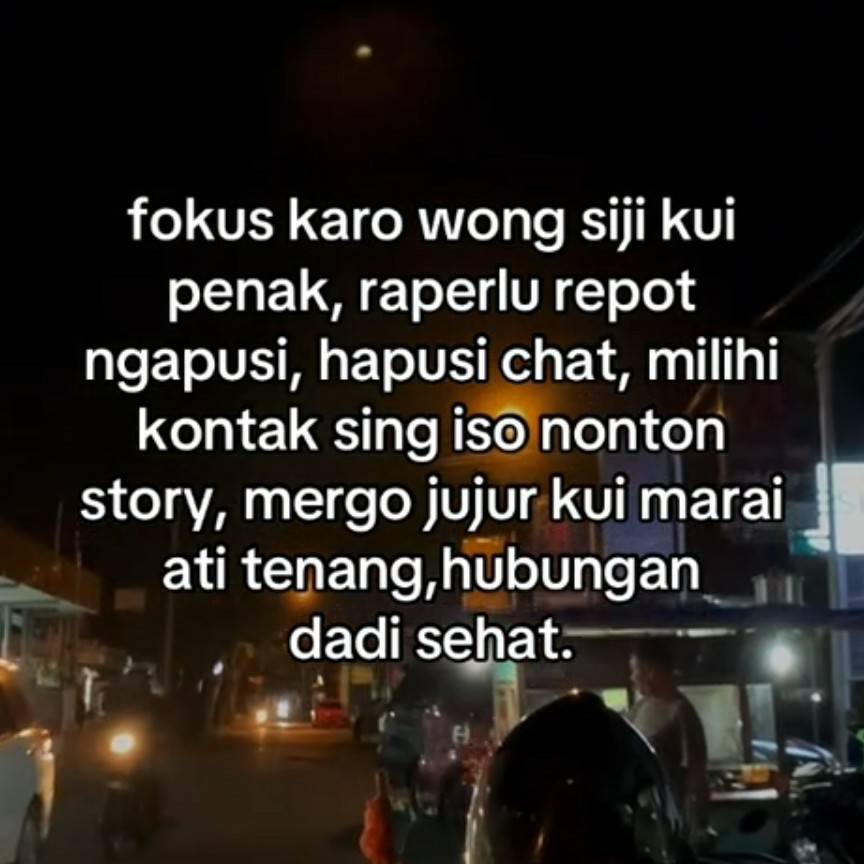 fokus karo wong siji kui
penak, raperlu repot
ngapusi, hapusi chat, milihi
kontak sing iso nonton
story, mergo jujur kui marai
ati tenang,hubungan
dadi sehat.